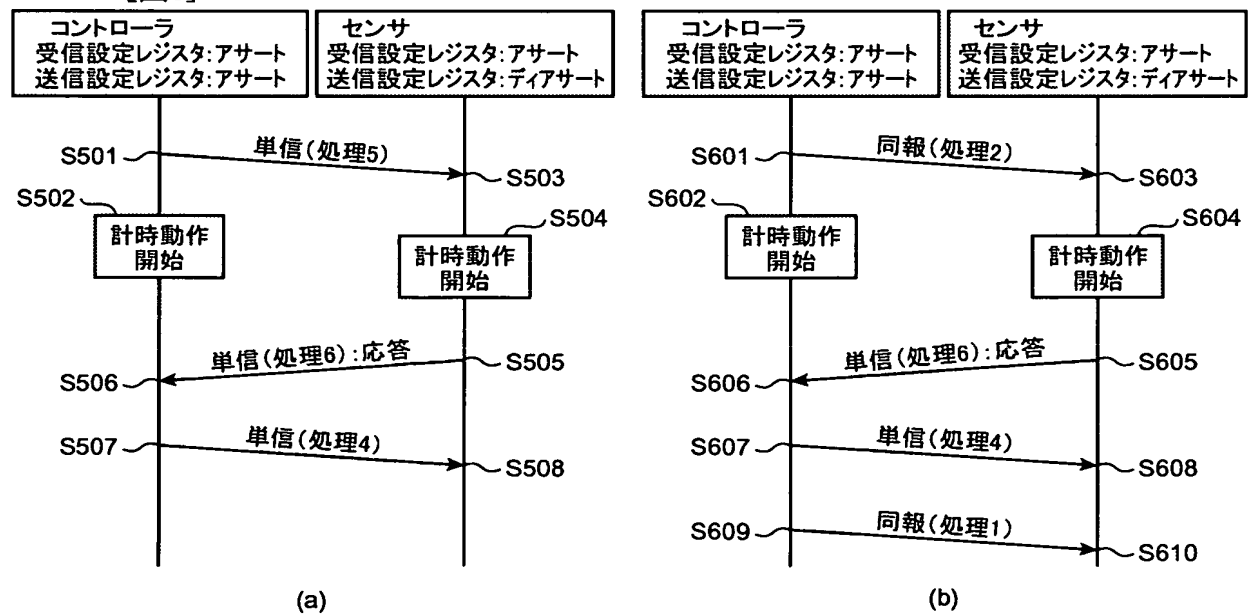 コントローラ
受信設定レジスタ:アサート
送信設定レジスタ:アサート
センサ
受信設定レジスタ:アサート
送信設定レジスタ:ディアサート
S501
単信(処理5)
S503
S502
計時動作
開始
S504
計時動作
開始
単信(処理6):応答
S505
S506
S507
単信(処理4)
S508
(a)
コントローラ
受信設定レジスタ:アサート
送信設定レジスタ:アサート
センサ
受信設定レジスタ:アサート
送信設定レジスタ:ディアサート
S601
同報(処理2)
S603
S602
計時動作
開始
S604
計時動作
開始
単信(処理6):応答
S605
S606
S607
単信(処理4)
S608
S609
同報(処理1)
S610
(b)